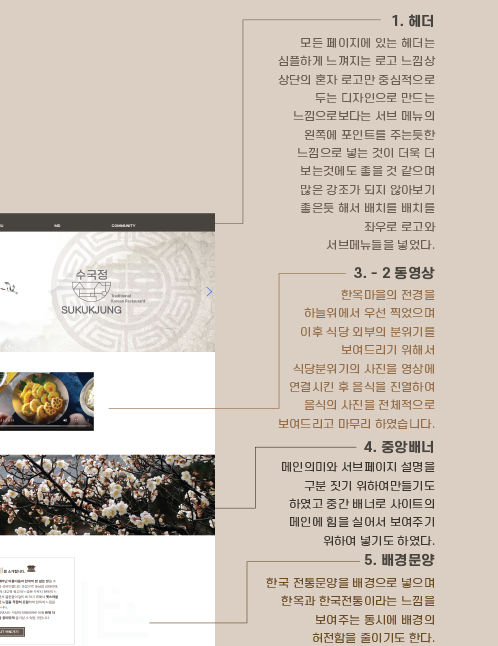 1. 헤더
모든 페이지에 있는 헤더는
심플하게 느껴지는 로고 느낌상
상단의 혼자 로고만 중심적으로
두는 디자인으로 만드는
느낌으로보다는 서브 메뉴의
왼쪽에 포인트를 주는듯한
느낌으로 넣는 것이 더욱 더
보는것에도 좋을 것 같으며
많은 강조가 되지 않아보기
좋은듯 해서 배치를 배치를
좌우로 로고와
서브메뉴들을 넣었다.
COMMUNITY
수국정
Traditional
Korean Restaurant
SUKUKJUNG
3. - 2 동영상
한옥마을의 전경을
하늘위에서 우선 찍었으며
이후 식당 외부의 분위기를
보여드리기 위해서
식당분위기의 사진을 영상에
연결시킨 후 음식을 진열하여
음식의 사진을 전체적으로
보여드리고 마무리 하였습니다.
4. 중앙배너
메인의미와 서브페이지 설명을
구분 짓기 위하여만들기도
하였고 중간 배너로 사이트의
메인에 힘을 실어서 보여주기
위하여 넣기도 하였다.
5. 배경문양
한국 전통문양을 배경으로 넣으며
한옥과 한국전통이라는 느낌을
보여주는 동시에 배경의
허전함을 줄이기도 한다.